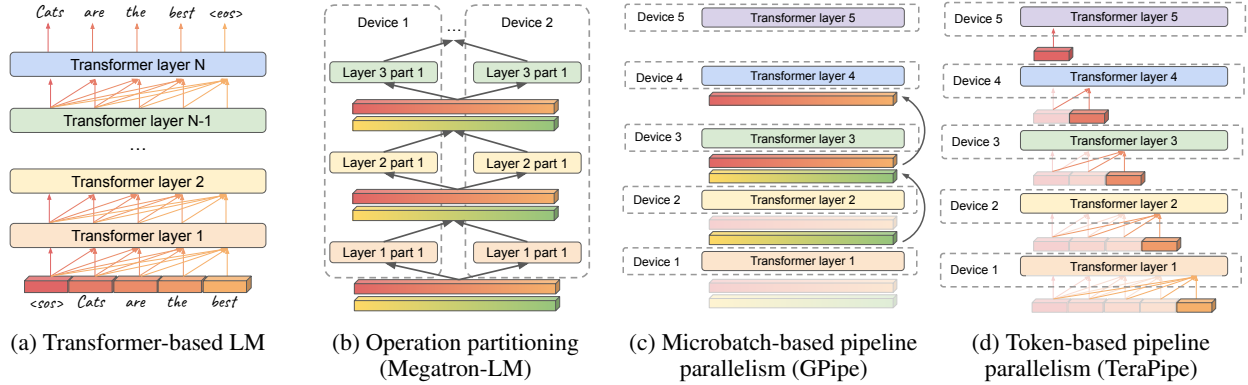 Cats are the best <eos>
Transformer layer N
Transformer layer N-1
...
Transformer layer 2
Transformer layer 1
<sos> Cats are the best
(a) Transformer-based LM
Device 1 ... Device 2
Layer 3 part 1 Layer 3 part 1
Layer 2 part 1 Layer 2 part 1
Layer 1 part 1 Layer 1 part 1
(b) Operation partitioning
(Megatron-LM)
Device 5 Transformer layer 5
Device 4 Transformer layer 4
Device 3 Transformer layer 3
Device 2 Transformer layer 2
Device 1 Transformer layer 1
(c) Microbatch-based pipeline
parallelism (GPipe)
Device 5 Transformer layer 5
Device 4 Transformer layer 4
Device 3 Transformer layer 3
Device 2 Transformer layer 2
Device 1 Transformer layer 1
(d) Token-based pipeline
parallelism (TeraPipe)